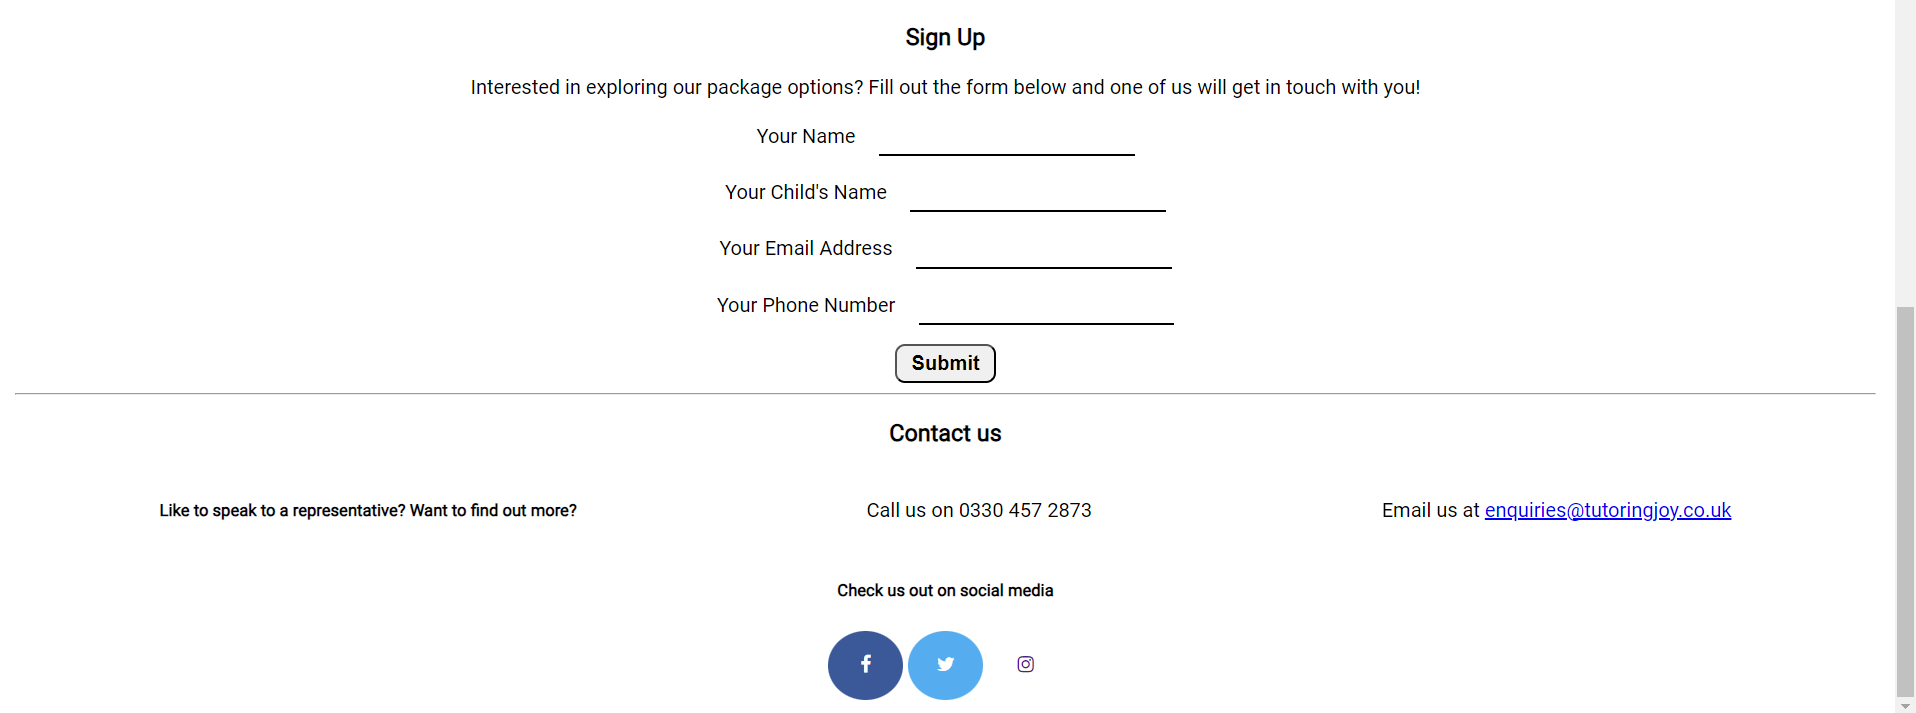 Sign Up
Interested in exploring our package options? Fill out the form below and one of us will get in touch with you!
Your Name
Your Child's Name
Your Email Address
Your Phone Number
Submit
Contact us
Like to speak to a representative? Want to find out more?
Call us on 0330 457 2873
Email us at enquiries@tutoringjoy.co.uk
Check us out on social media